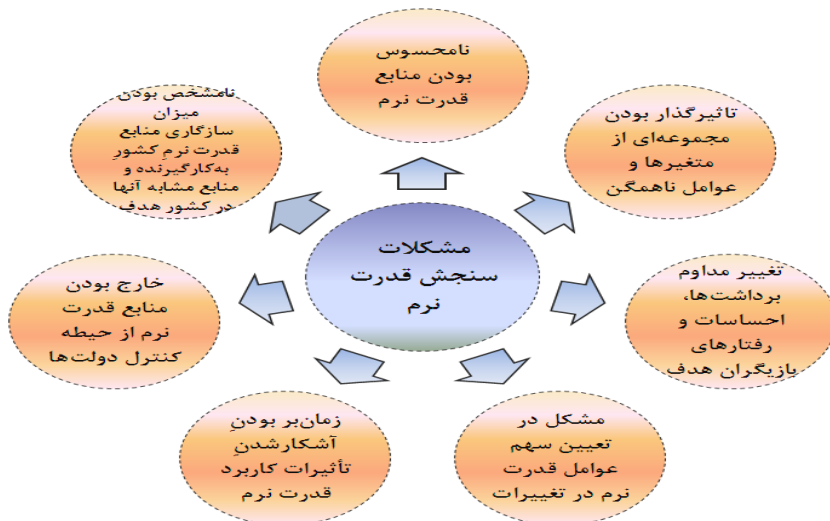 نامحسوس
بودن منابع
قدرت نرم
تاثیرگذار بودن
مجموعه‌ای از
متغیرها و
عوامل ناهمگن
تغییر مداوم
برداشت‌ها،
احساسات و
رفتارهای
بازیگران هدف
مشکل در
تعیین سهم
عوامل قدرت
نرم در تغییرات
زمان‌بر بودنِ
آشکارشدنِ
تأثیرات کاربرد
قدرت نرم
خارج بودن
منابع قدرت
نرم از حیطه
کنترل دولت‌ها
نامشخص بودن
میزان
سازگاری منابع
قدرت نرمِ کشورِ
به‌کارگیرنده و
منابع مشابه آنها
در کشور هدف
مشکلات
سنجش قدرت
نرم